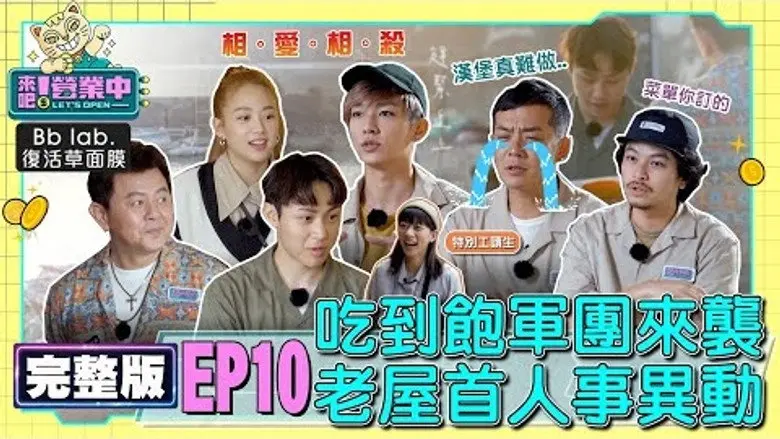 相。愛。相。殺
來吧!營業中
LET'S OPEN
漢堡真難做..
菜單你訂的
Bb lab.
復活草面膜
特別工讀生
吃到飽軍團來襲
完整版
EP10
老屋首人事異動